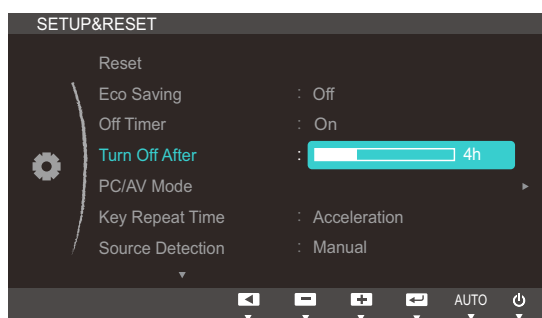 SETUP&RESET
Reset
Eco Saving : Off
Off Timer : On
Turn Off After : 4h
PC/AV Mode
Key Repeat Time : Acceleration
Source Detection : Manual
AUTO